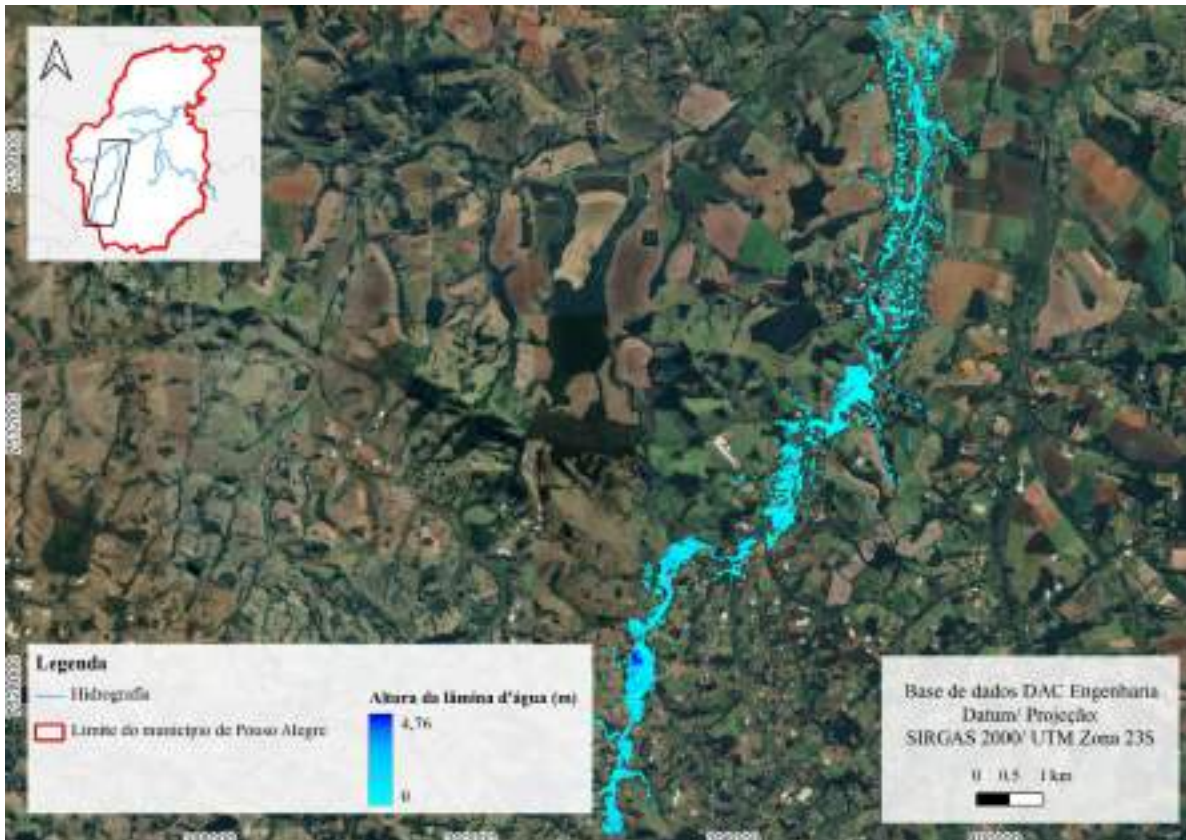 Legenda
Hidrografia
Limite do município de Pouso Alegre
Altura da lâmina d'água (m)
4,76
0
Base de dados DAC Engenharia
Datum/ Projeção:
SIRGAS 2000/ UTM Zona 23S
0 0,5 1 km